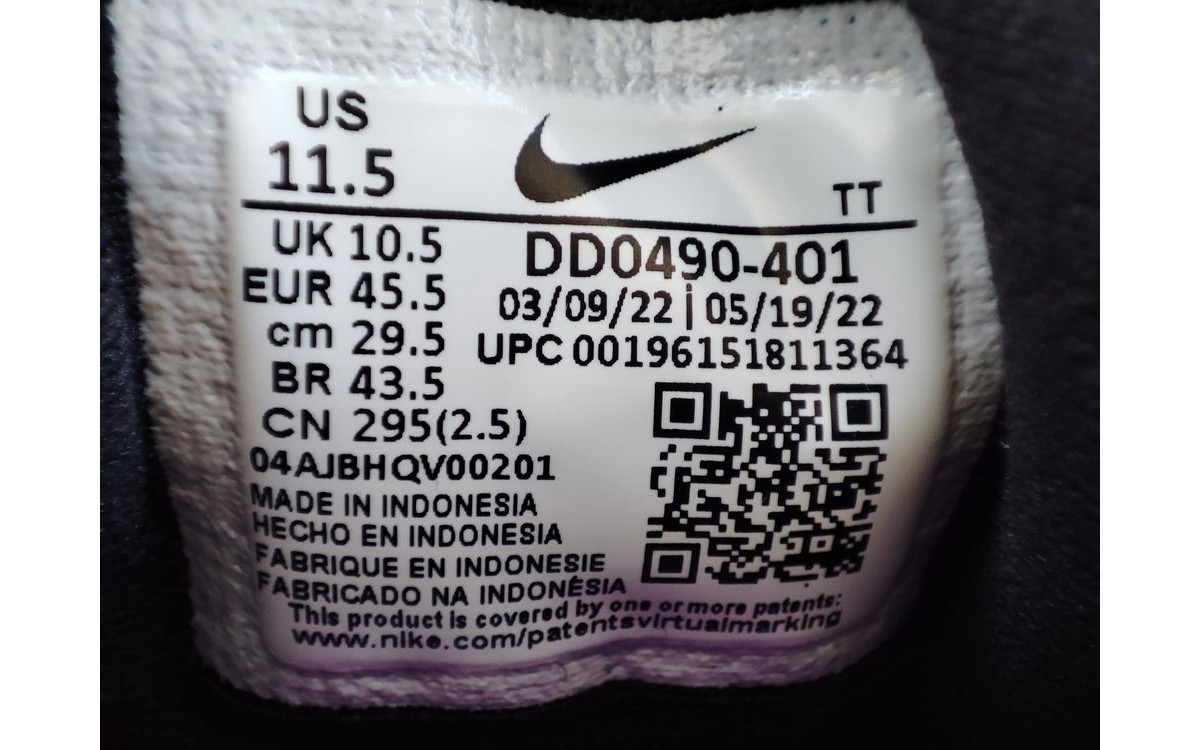 US
11.5
TT
UK 10.5
EUR 45.5
cm 29.5
BR 43.5
CN 295(2.5)
DD0490-401
03/09/22 | 05/19/22
UPC 00196151811364
04AJBHQV00201
MADE IN INDONESIA
HECHO EN INDONESIA
FABRIQUE EN INDONESIE
FABRICADO NA INDONÉSIA
This product is covered by one or more patents:
www.nike.com/patentsvirtualmarking